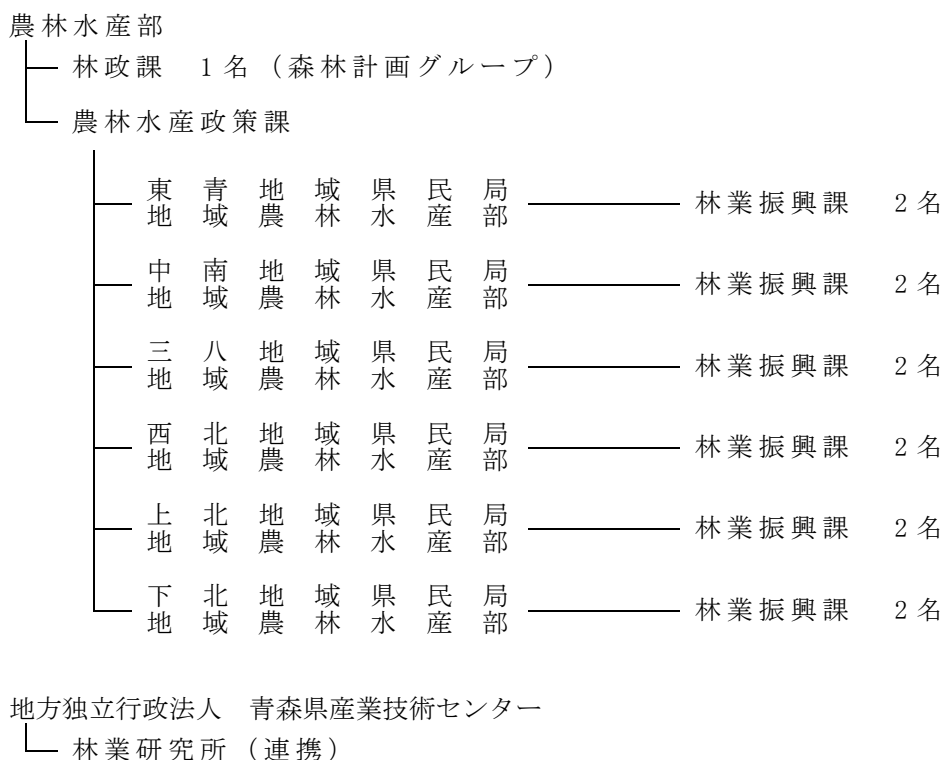 農林水産部
林政課 1名(森林計画グループ)
農林水産政策課
東青地域県民局
地域農林水産部 林業振興課 2名
中南地域県民局
地域農林水産部 林業振興課 2名
三八地域県民局
地域農林水産部 林業振興課 2名
西北地域県民局
地域農林水産部 林業振興課 2名
上北地域県民局
地域農林水産部 林業振興課 2名
下北地域県民局
地域農林水産部 林業振興課 2名
地方独立行政法人 青森県産業技術センター
林業研究所(連携)